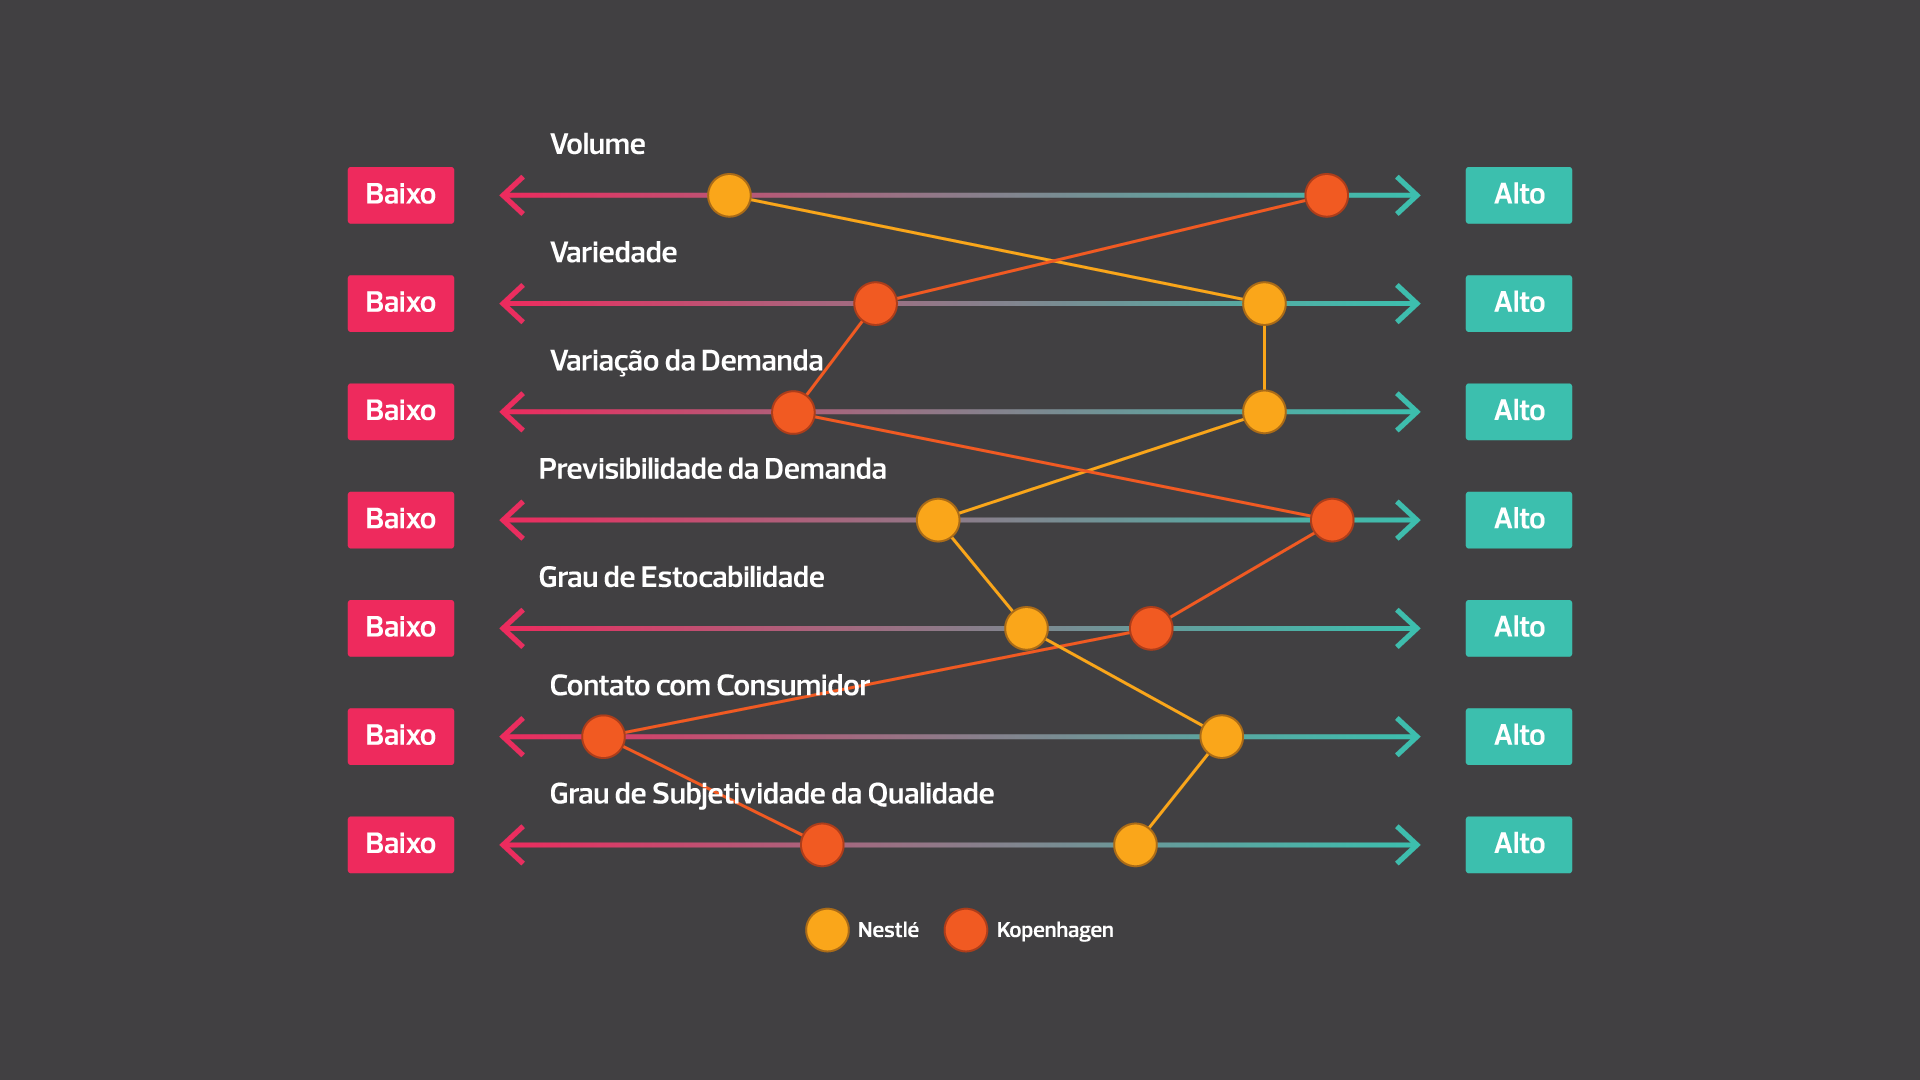 Volume
Baixo Alto
Variedade
Baixo Alto
Variação da Demanda
Baixo Alto
Previsibilidade da Demanda
Baixo Alto
Grau de Estocabilidade
Baixo Alto
Contato com Consumidor
Baixo Alto
Grau de Subjetividade da Qualidade
Baixo Alto
Nestlé Kopenhagen